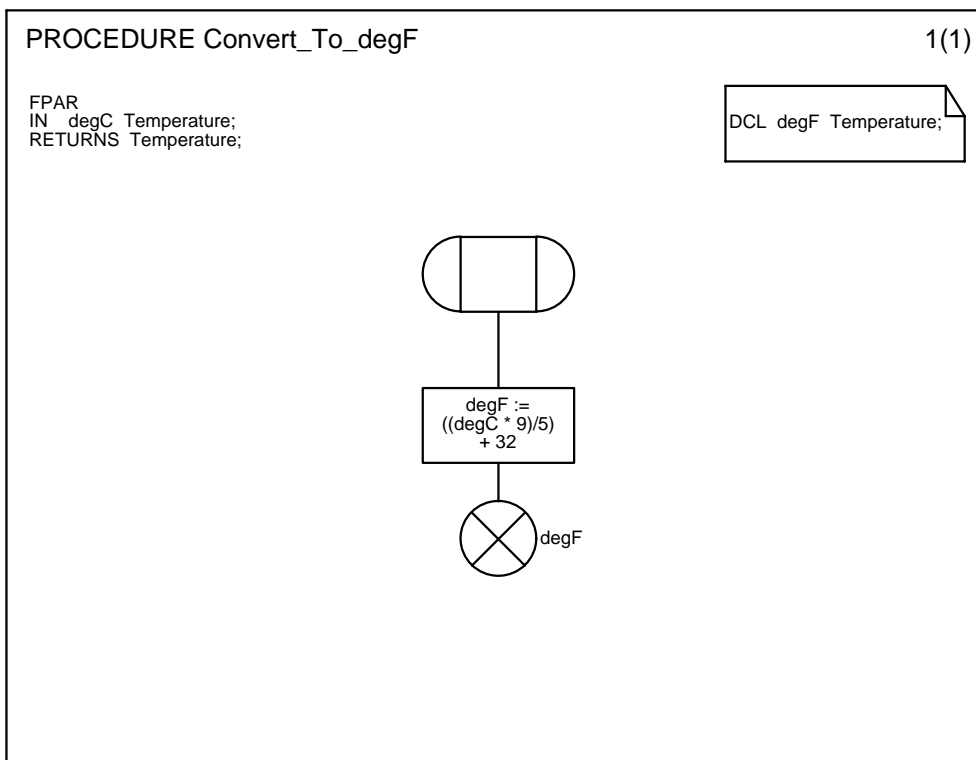 PROCEDURE Convert_To_degF
1(1)
FPAR
IN degC Temperature;
RETURNS Temperature;
DCL degF Temperature;
degF :=
((degC * 9)/5)
+ 32
degF